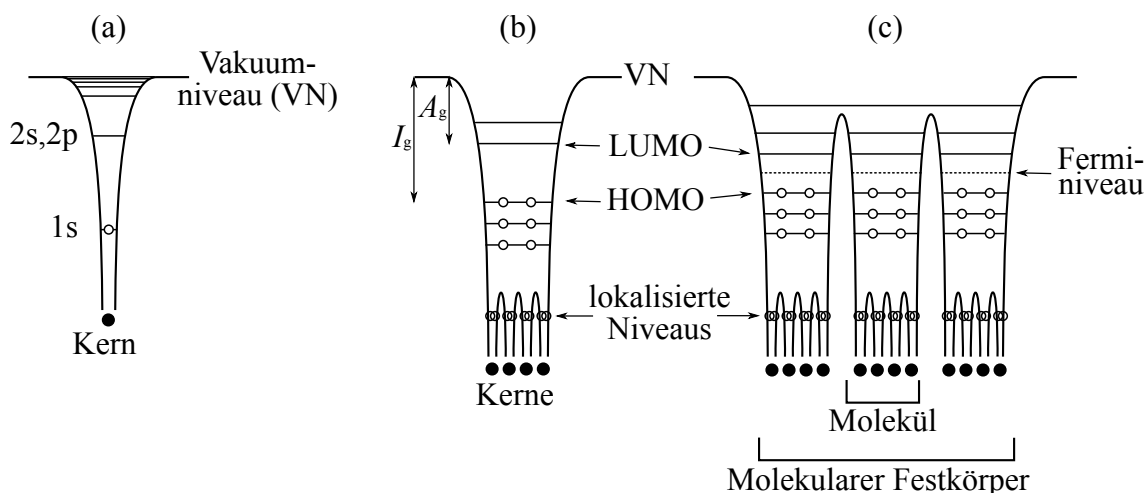 (a)
(b)
(c)
Vakuum-
niveau (VN)
VN
A_g
I_g
2s,2p
LUMO
Fermi-
niveau
HOMO
1s
lokalisierte
Niveaus
Kern
Kerne
Molekül
Molekularer Festkörper